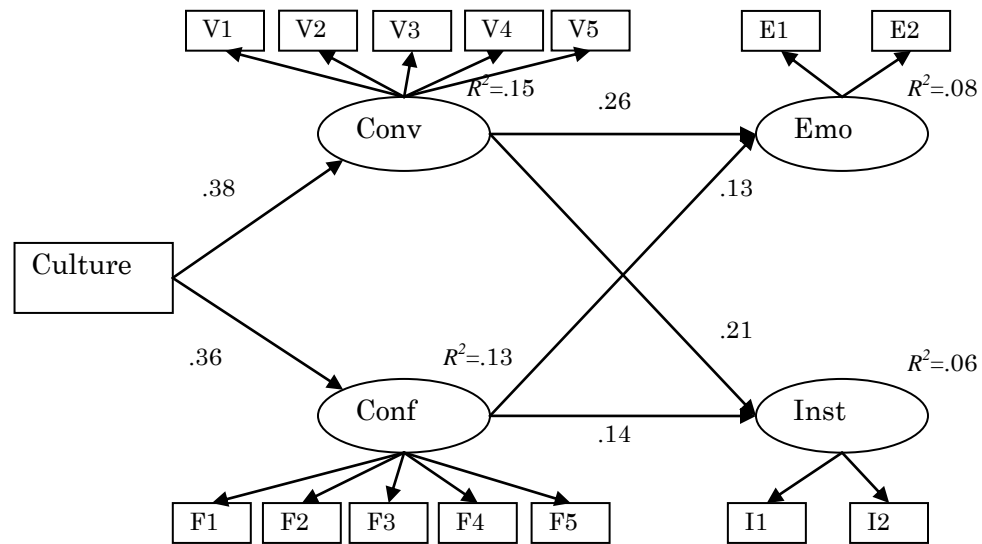 V1 V2 V3 V4 V5 E1 E2
R²=.15 R²=.08
.26
Conv Emo
.38 .13
Culture
.21
.36 R²=.13 R²=.06
Conf Inst
.14
F1 F2 F3 F4 F5 I1 I2